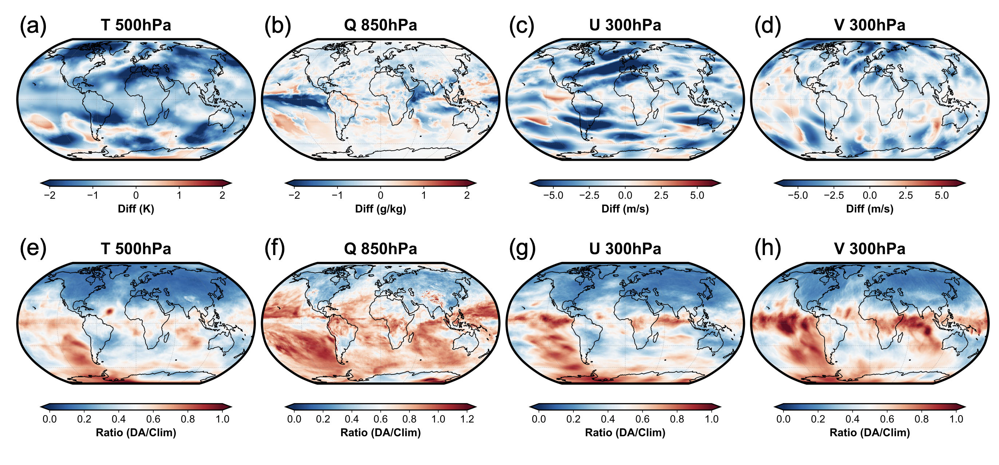 (a) T 500hPa
(b) Q 850hPa
(c) U 300hPa
(d) V 300hPa
−2 −1 0 1 2
Diff (K)
−2 −1 0 1 2
Diff (g/kg)
−5.0 −2.5 0.0 2.5 5.0
Diff (m/s)
−5.0 −2.5 0.0 2.5 5.0
Diff (m/s)
(e) T 500hPa
(f) Q 850hPa
(g) U 300hPa
(h) V 300hPa
0.0 0.2 0.4 0.6 0.8 1.0
Ratio (DA/Clim)
0.0 0.2 0.4 0.6 0.8 1.0 1.2
Ratio (DA/Clim)
0.0 0.2 0.4 0.6 0.8 1.0
Ratio (DA/Clim)
0.0 0.2 0.4 0.6 0.8 1.0
Ratio (DA/Clim)